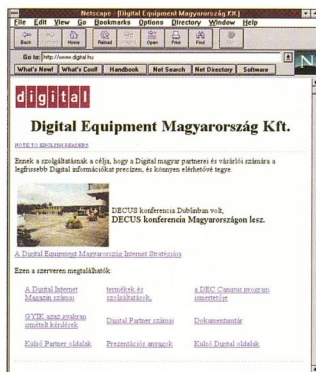 Netscape - [Digital Equipment Magyarország Kft.]
File Edit View Go Bookmarks Options Directory Window Help
Back Home Reload Open Print Find
Go to: http://www.digital.hu
What's New! What's Cool! Handbook Net Search Net Directory Software
N
digital
Digital Equipment Magyarország Kft.
NOTE TO ENGLISH READERS
Ennek a szolgáltatásnak a célja, hogy a Digital magyar partnerei és vásárlói számára a
legfrissebb Digital információkat precízen, és könnyen elérhetővé tegye.
DECUS konferencia Dublinban volt,
DECUS konferencia Magyarországon lesz.
A Digital Equipment Magyarország Internet Stratégiája
Ezen a szerveren megtalálhatók:
A Digital Internet Magazin számai
termékek és szolgáltatások,
a DEC Campus program ismertetője
GYIK, azaz gyakran ismételt kérdések
Digital Partner számai
Dokumentumtár
Külső Partner oldalak
Prezentációs anyagok
Külső Digital oldalak